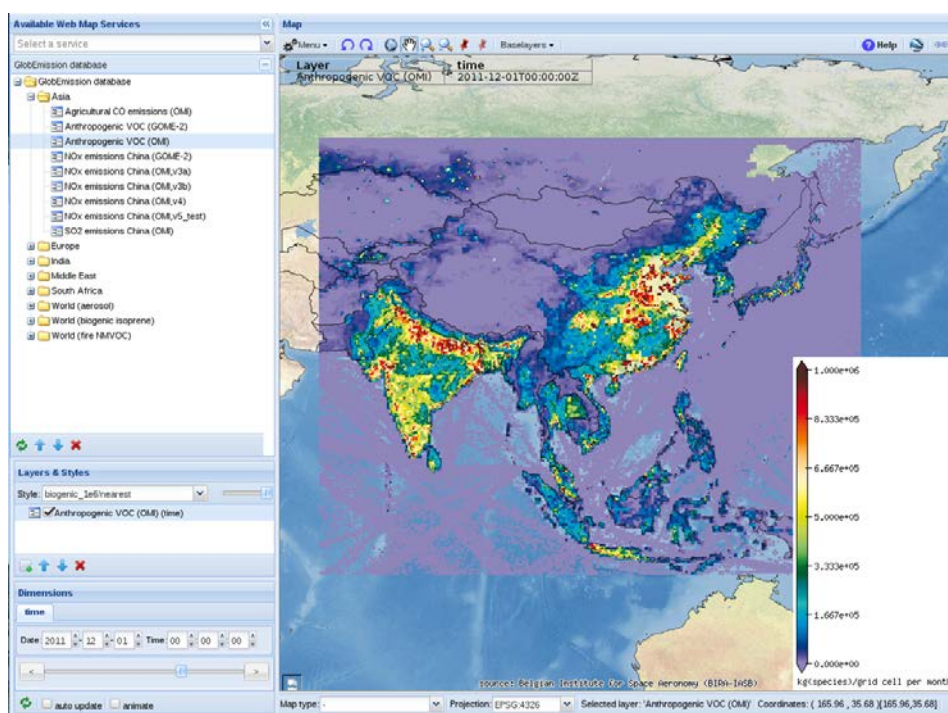 Available Web Map Services
Select a service
GlobEmission database
GlobEmission database
Asia
Agricultural CO emissions (OMI)
Anthropogenic VOC (GOME-2)
Anthropogenic VOC (OMI)
NOx emissions China (GOME-2)
NOx emissions China (OMI,v3a)
NOx emissions China (OMI,v3b)
NOx emissions China (OMI,v4)
NOx emissions China (OMI,v5_test)
SO2 emissions China (OMI)
Europe
India
Middle East
South Africa
World (aerosol)
World (biogenic isoprene)
World (fire NMVOC)
Layers & Styles
Style: biogenic_1e6/nearest
Anthropogenic VOC (OMI) (time)
Dimensions
time
Date: 2011 - 12 - 01 Time: 00 : 00 : 00
< >
auto update animate
Map
Menu Baselayers Help
Layer time
Anthropogenic VOC (OMI) 2011-12-01T00:00:00Z
1.000e+06
8.333e+05
6.667e+05
5.000e+05
3.333e+05
1.667e+05
0.000e+00
kg(species)/grid cell per mont
source: Belgian Institute for Space Aeronomy (BIRA-IASB)
Map type: - Projection: EPSG:4326 Selected layer: 'Anthropogenic VOC (OMI)' Coordinates: ( 165.96 , 35.68 )[165.96,35.68]